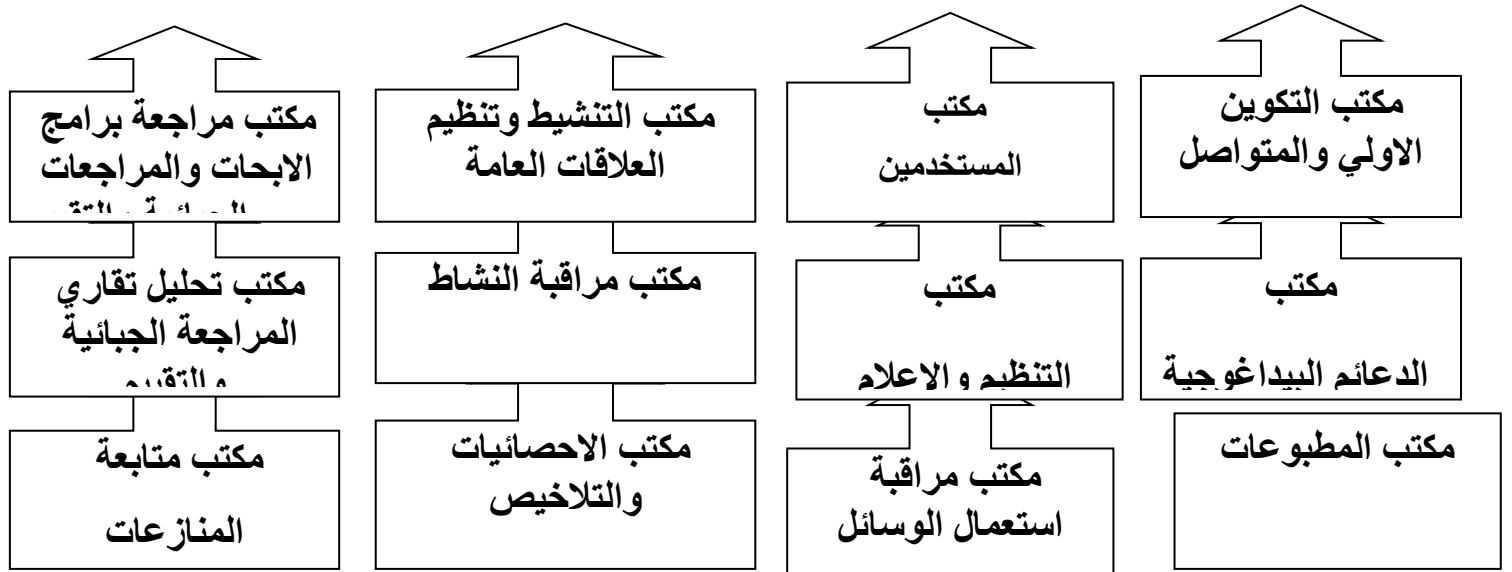 مكتب التكوين
الاولي والمتواصل
مكتب
المستخدمين
مكتب التنشيط وتنظيم
العلاقات العامة
مكتب مراجعة برامج
الابحات والمراجعات
مكتب
الدعائم البيداغوجية
مكتب
التنظيم والاعلام
مكتب مراقبة النشاط
مكتب تحليل تقاري
المراجعة الجبائية
والتقييم
مكتب المطبوعات
مكتب مراقبة
استعمال الوسائل
مكتب الاحصائيات
والتلاخيص
مكتب متابعة
المنازعات